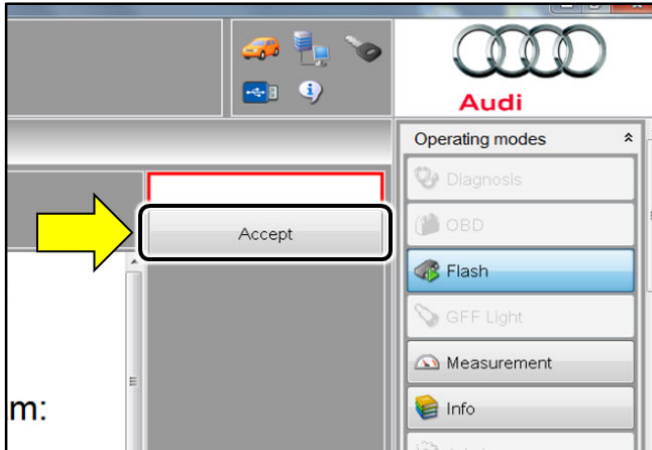 Audi
Operating modes
Diagnosis
OBD
Accept
Flash
GFF Light
Measurement
m:
Info